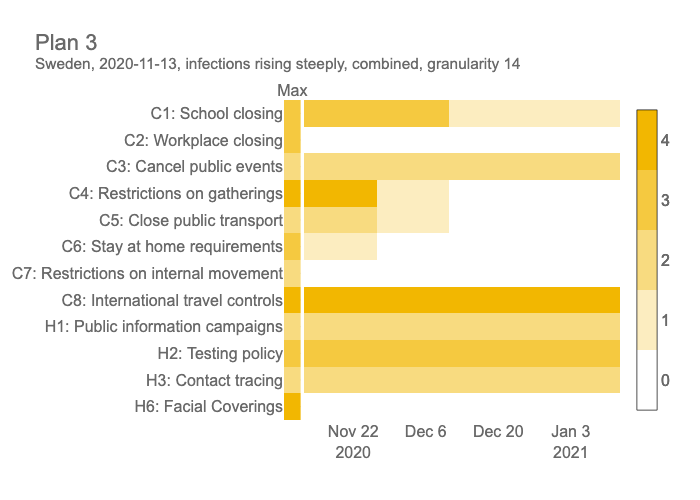 Plan 3
Sweden, 2020-11-13, infections rising steeply, combined, granularity 14
Max
C1: School closing
C2: Workplace closing
C3: Cancel public events
C4: Restrictions on gatherings
C5: Close public transport
C6: Stay at home requirements
C7: Restrictions on internal movement
C8: International travel controls
H1: Public information campaigns
H2: Testing policy
H3: Contact tracing
H6: Facial Coverings
4
3
2
1
0
Nov 22 Dec 6 Dec 20 Jan 3
2020 2021